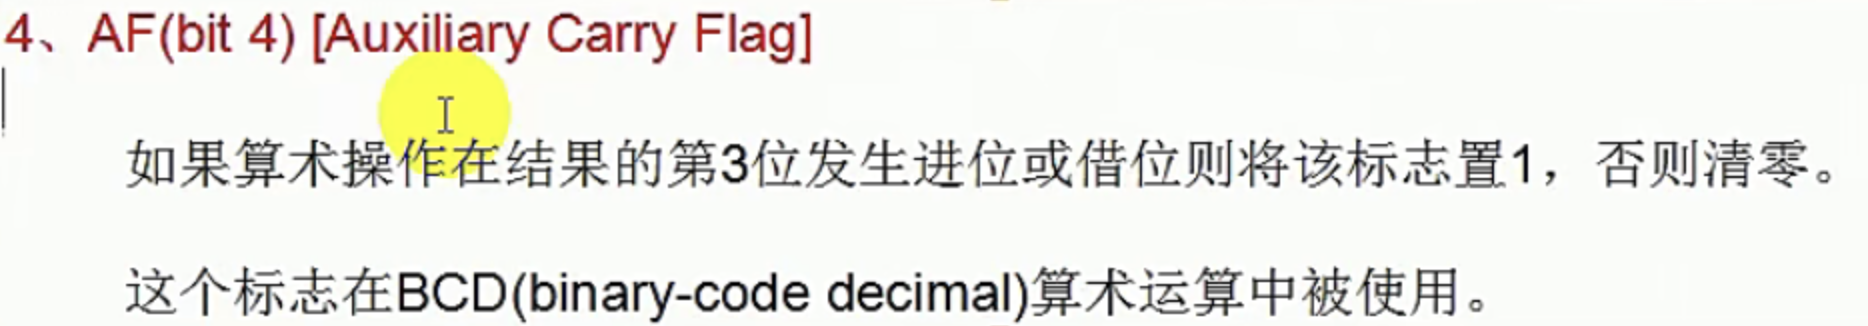 4、AF(bit 4) [Auxiliary Carry Flag]
如果算术操作在结果的第3位发生进位或借位则将该标志置1，否则清零。
这个标志在BCD(binary-code decimal)算术运算中被使用。